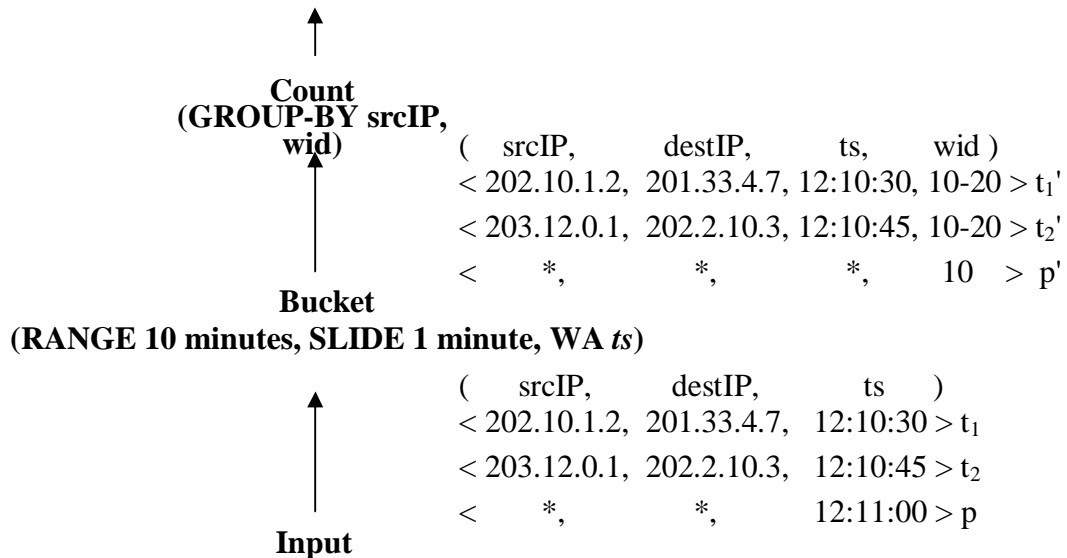 Count
(GROUP-BY srcIP,
wid)
( srcIP, destIP, ts, wid )
< 202.10.1.2, 201.33.4.7, 12:10:30, 10-20 > t1'
< 203.12.0.1, 202.2.10.3, 12:10:45, 10-20 > t2'
< *, *, *, 10 > p'
Bucket
(RANGE 10 minutes, SLIDE 1 minute, WA ts)
( srcIP, destIP, ts )
< 202.10.1.2, 201.33.4.7, 12:10:30 > t1
< 203.12.0.1, 202.2.10.3, 12:10:45 > t2
< *, *, 12:11:00 > p
Input